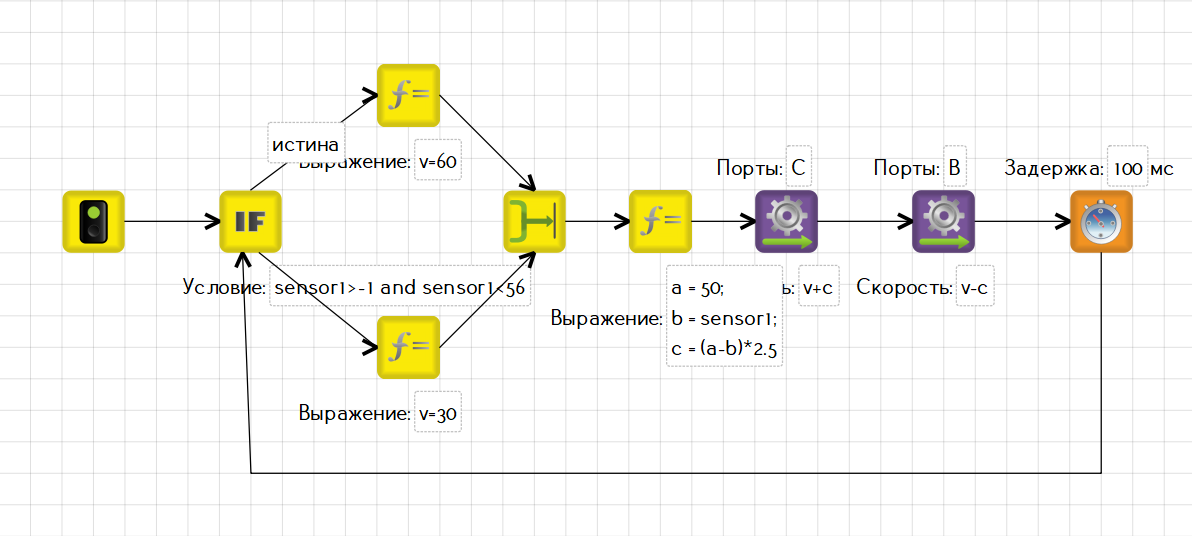 истина
Выражение: v=60
Порты: C
Порты: B
Задержка: 100 мс
IF
Условие: sensor1>-1 and sensor1<56
ь: v+c
Скорость: v-c
Выражение: a = 50;
b = sensor1;
c = (a-b)*2.5
Выражение: v=30